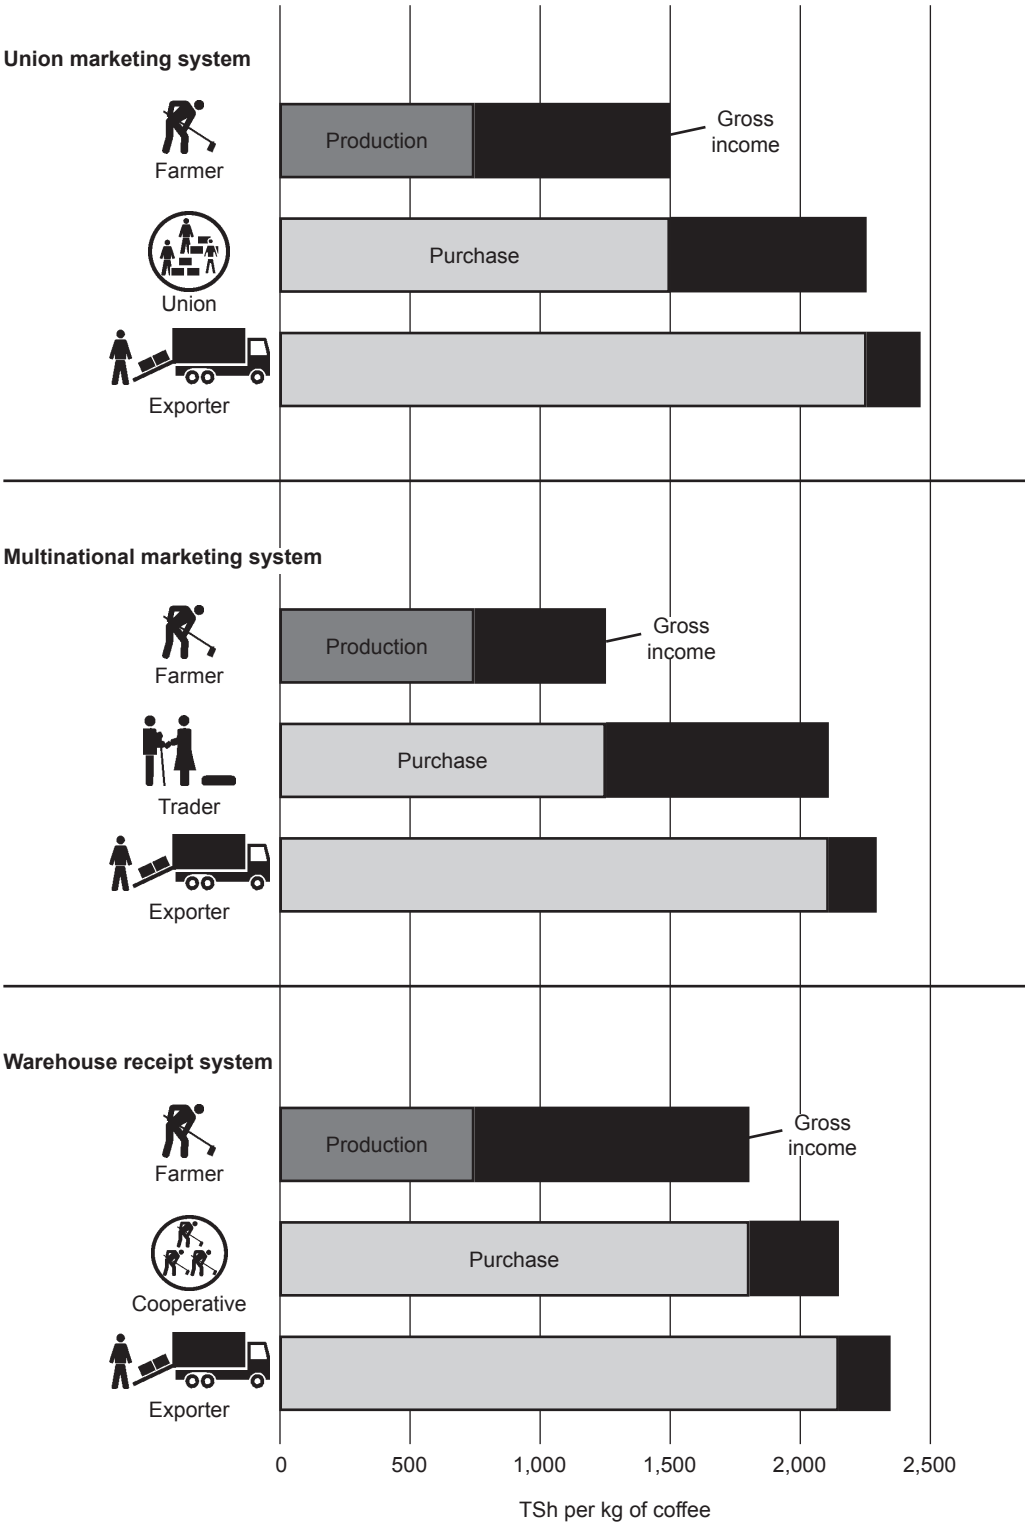 Union marketing system
Production
Gross
income
Farmer
Purchase
Union
Exporter
Multinational marketing system
Production
Gross
income
Farmer
Purchase
Trader
Exporter
Warehouse receipt system
Production
Gross
income
Farmer
Purchase
Cooperative
Exporter
0 500 1,000 1,500 2,000 2,500
TSh per kg of coffee